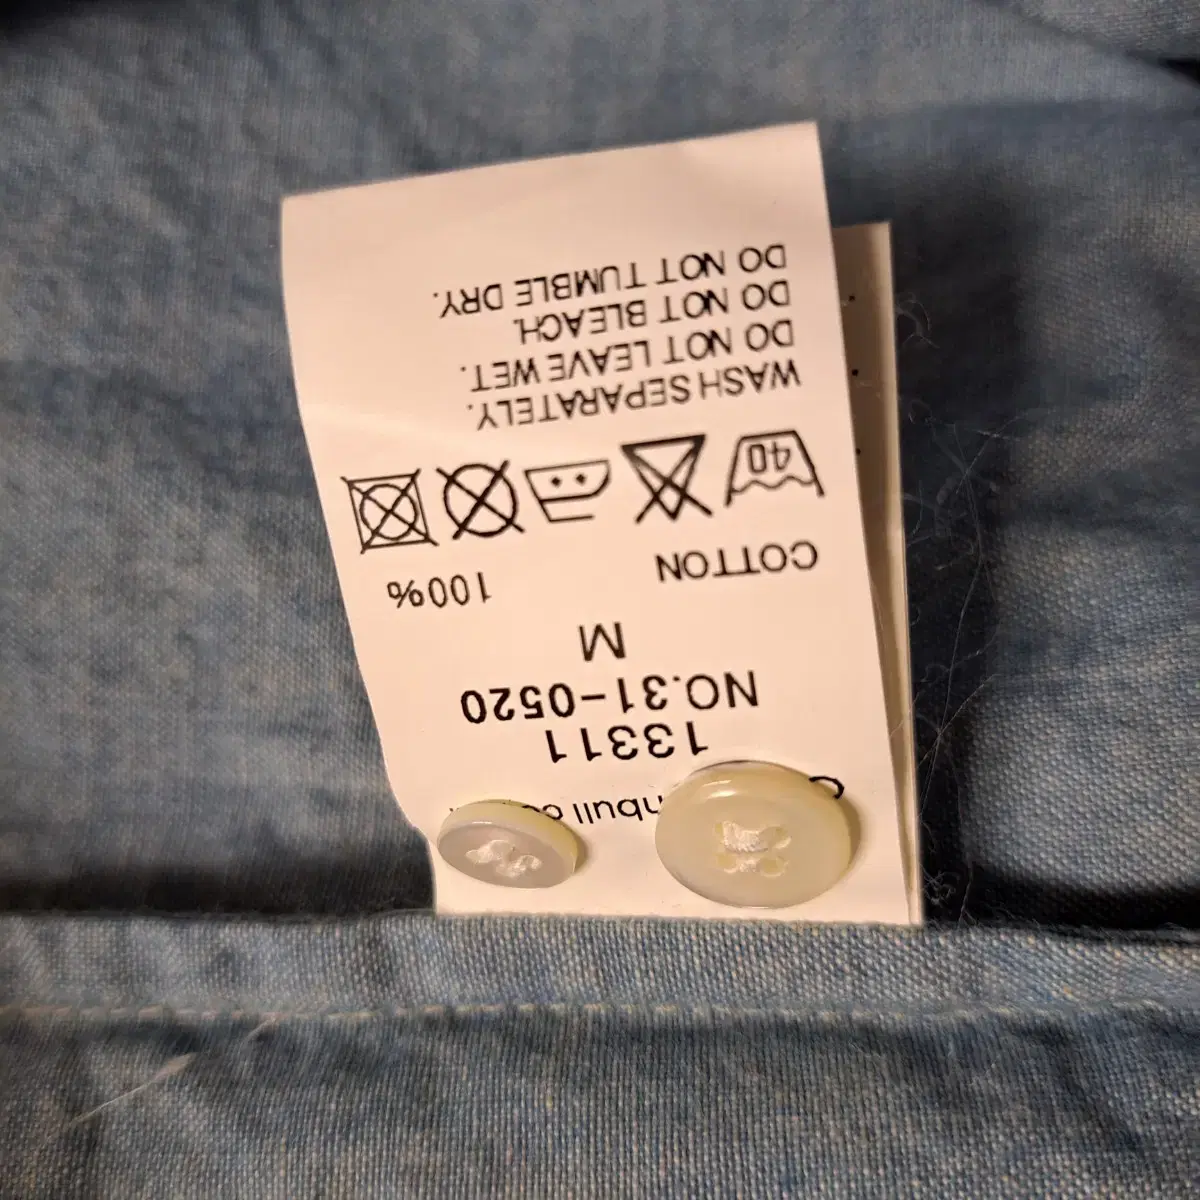 13311
NO.31-0520
M
COTTON 100%
40
WASH SEPARATELY.
DO NOT LEAVE WET.
DO NOT BLEACH.
DO NOT TUMBLE DRY.